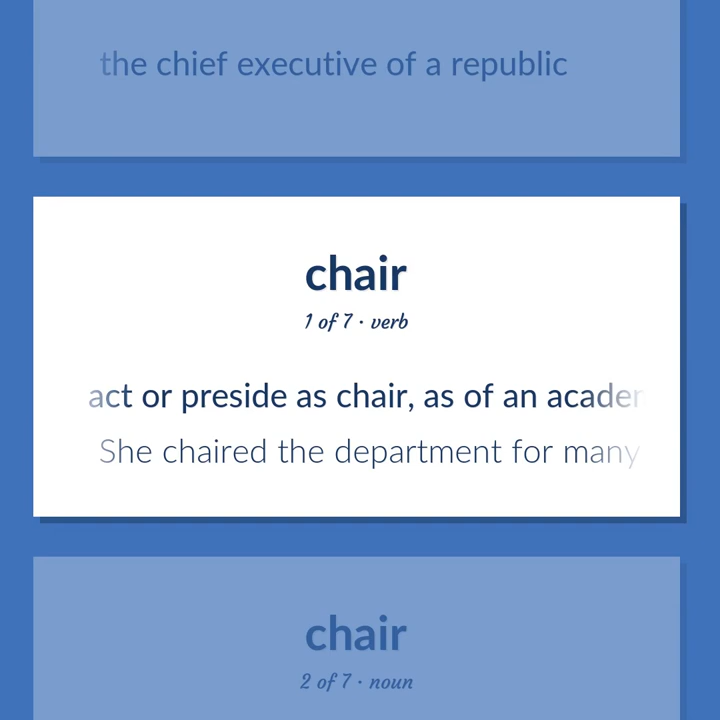 the chief executive of a republic
chair
1 of 7 · verb
act or preside as chair, as of an acader
She chaired the department for many
chair
2 of 7 · noun